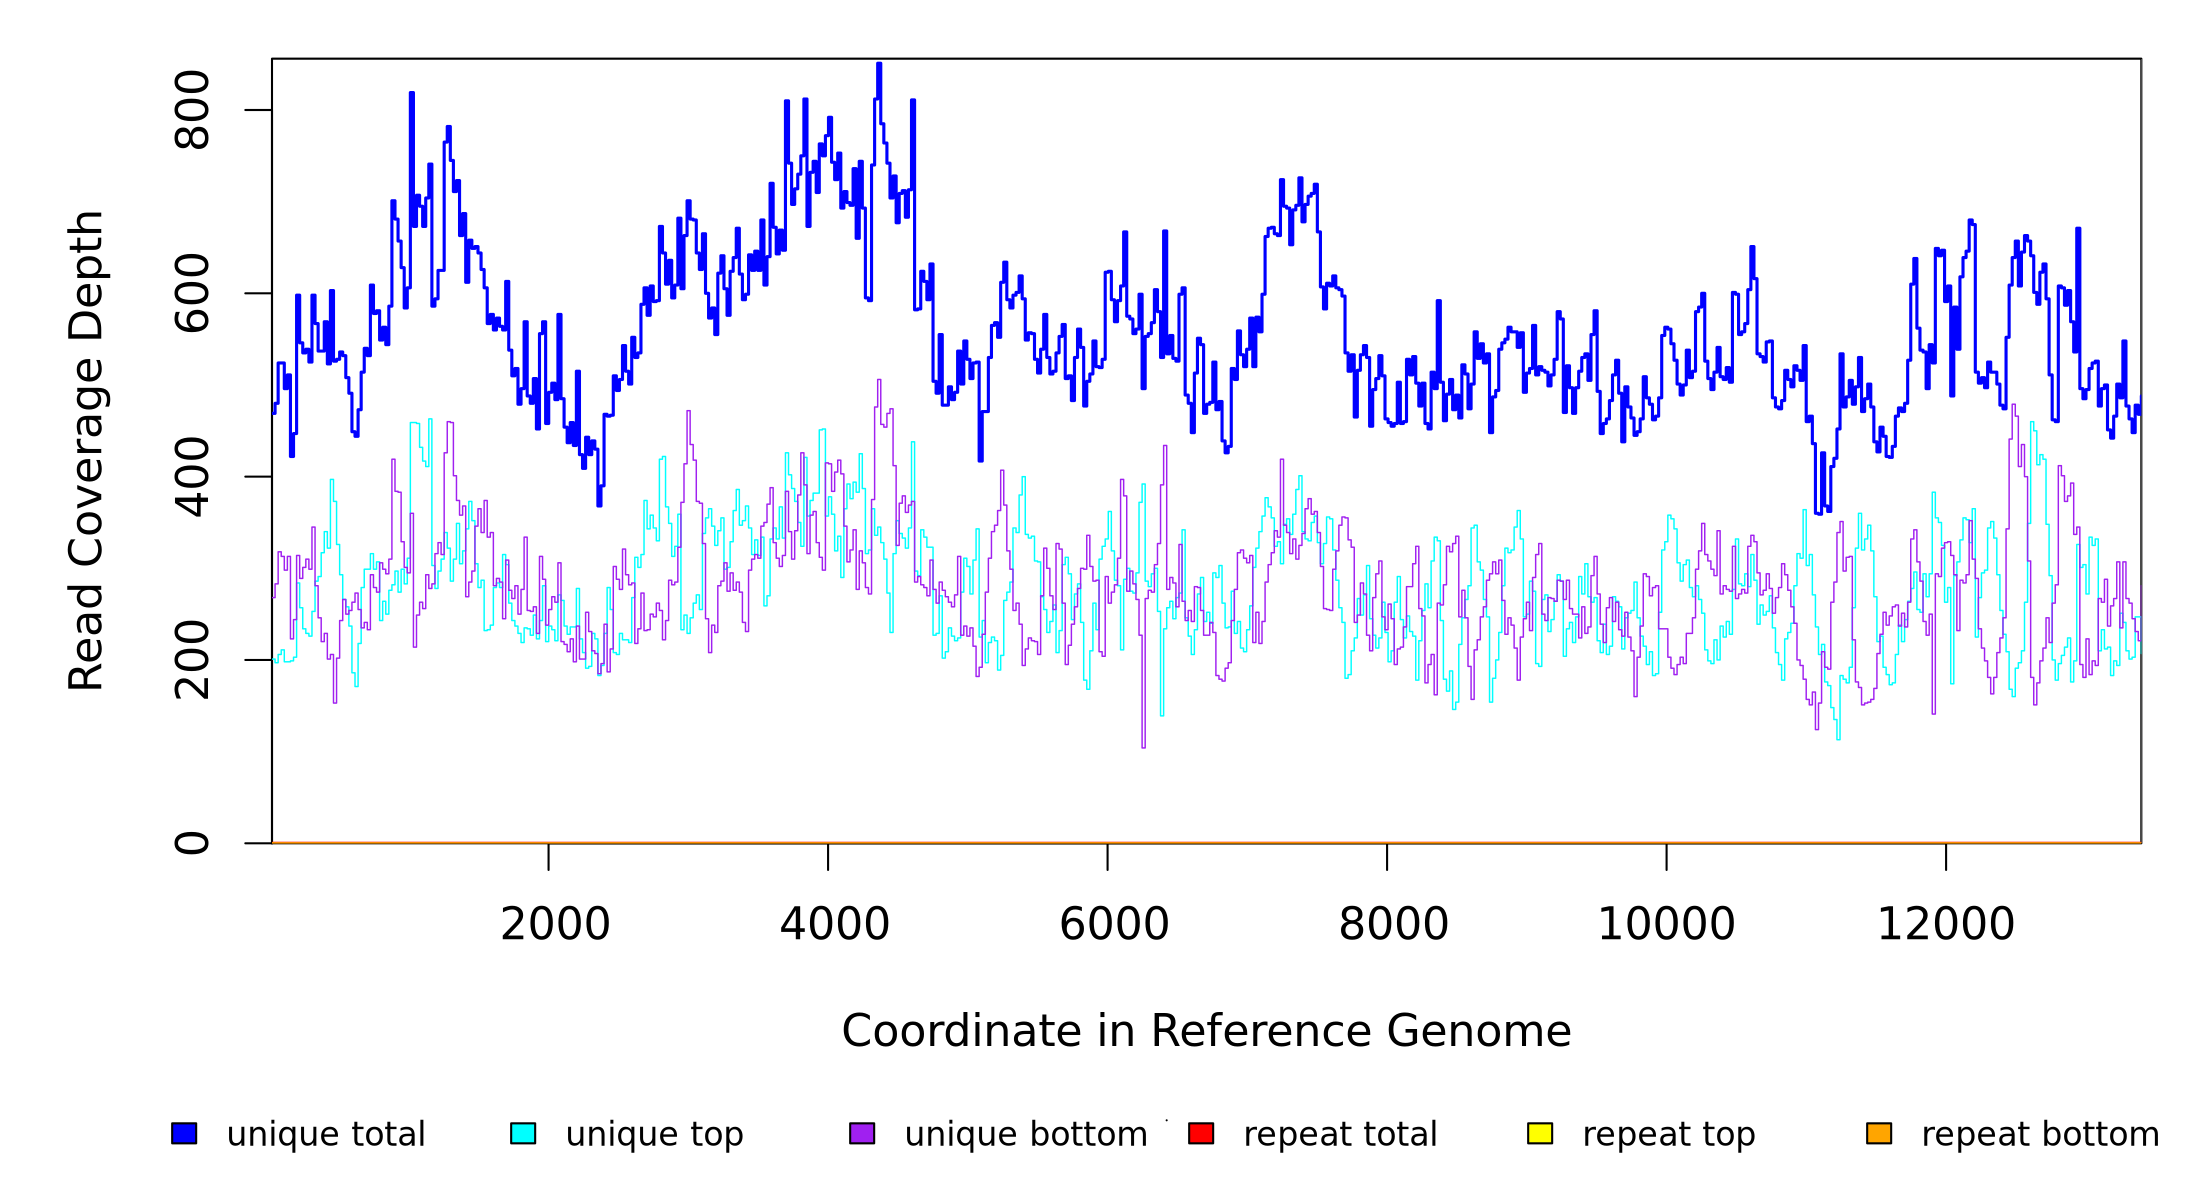 Read Coverage Depth
800
600
400
200
0
2000 4000 6000 8000 10000 12000
Coordinate in Reference Genome
unique total unique top unique bottom repeat total repeat top repeat bottom